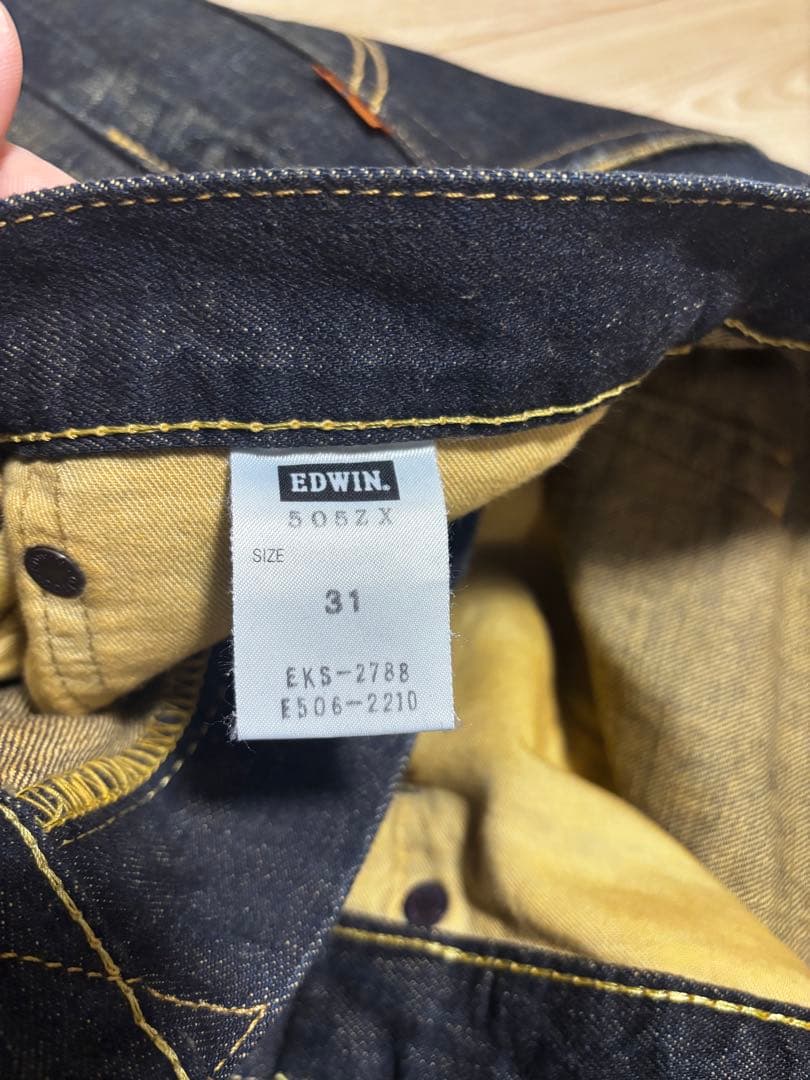 EDWIN.
505ZX
SIZE
31
EKS-2788
E506-2210